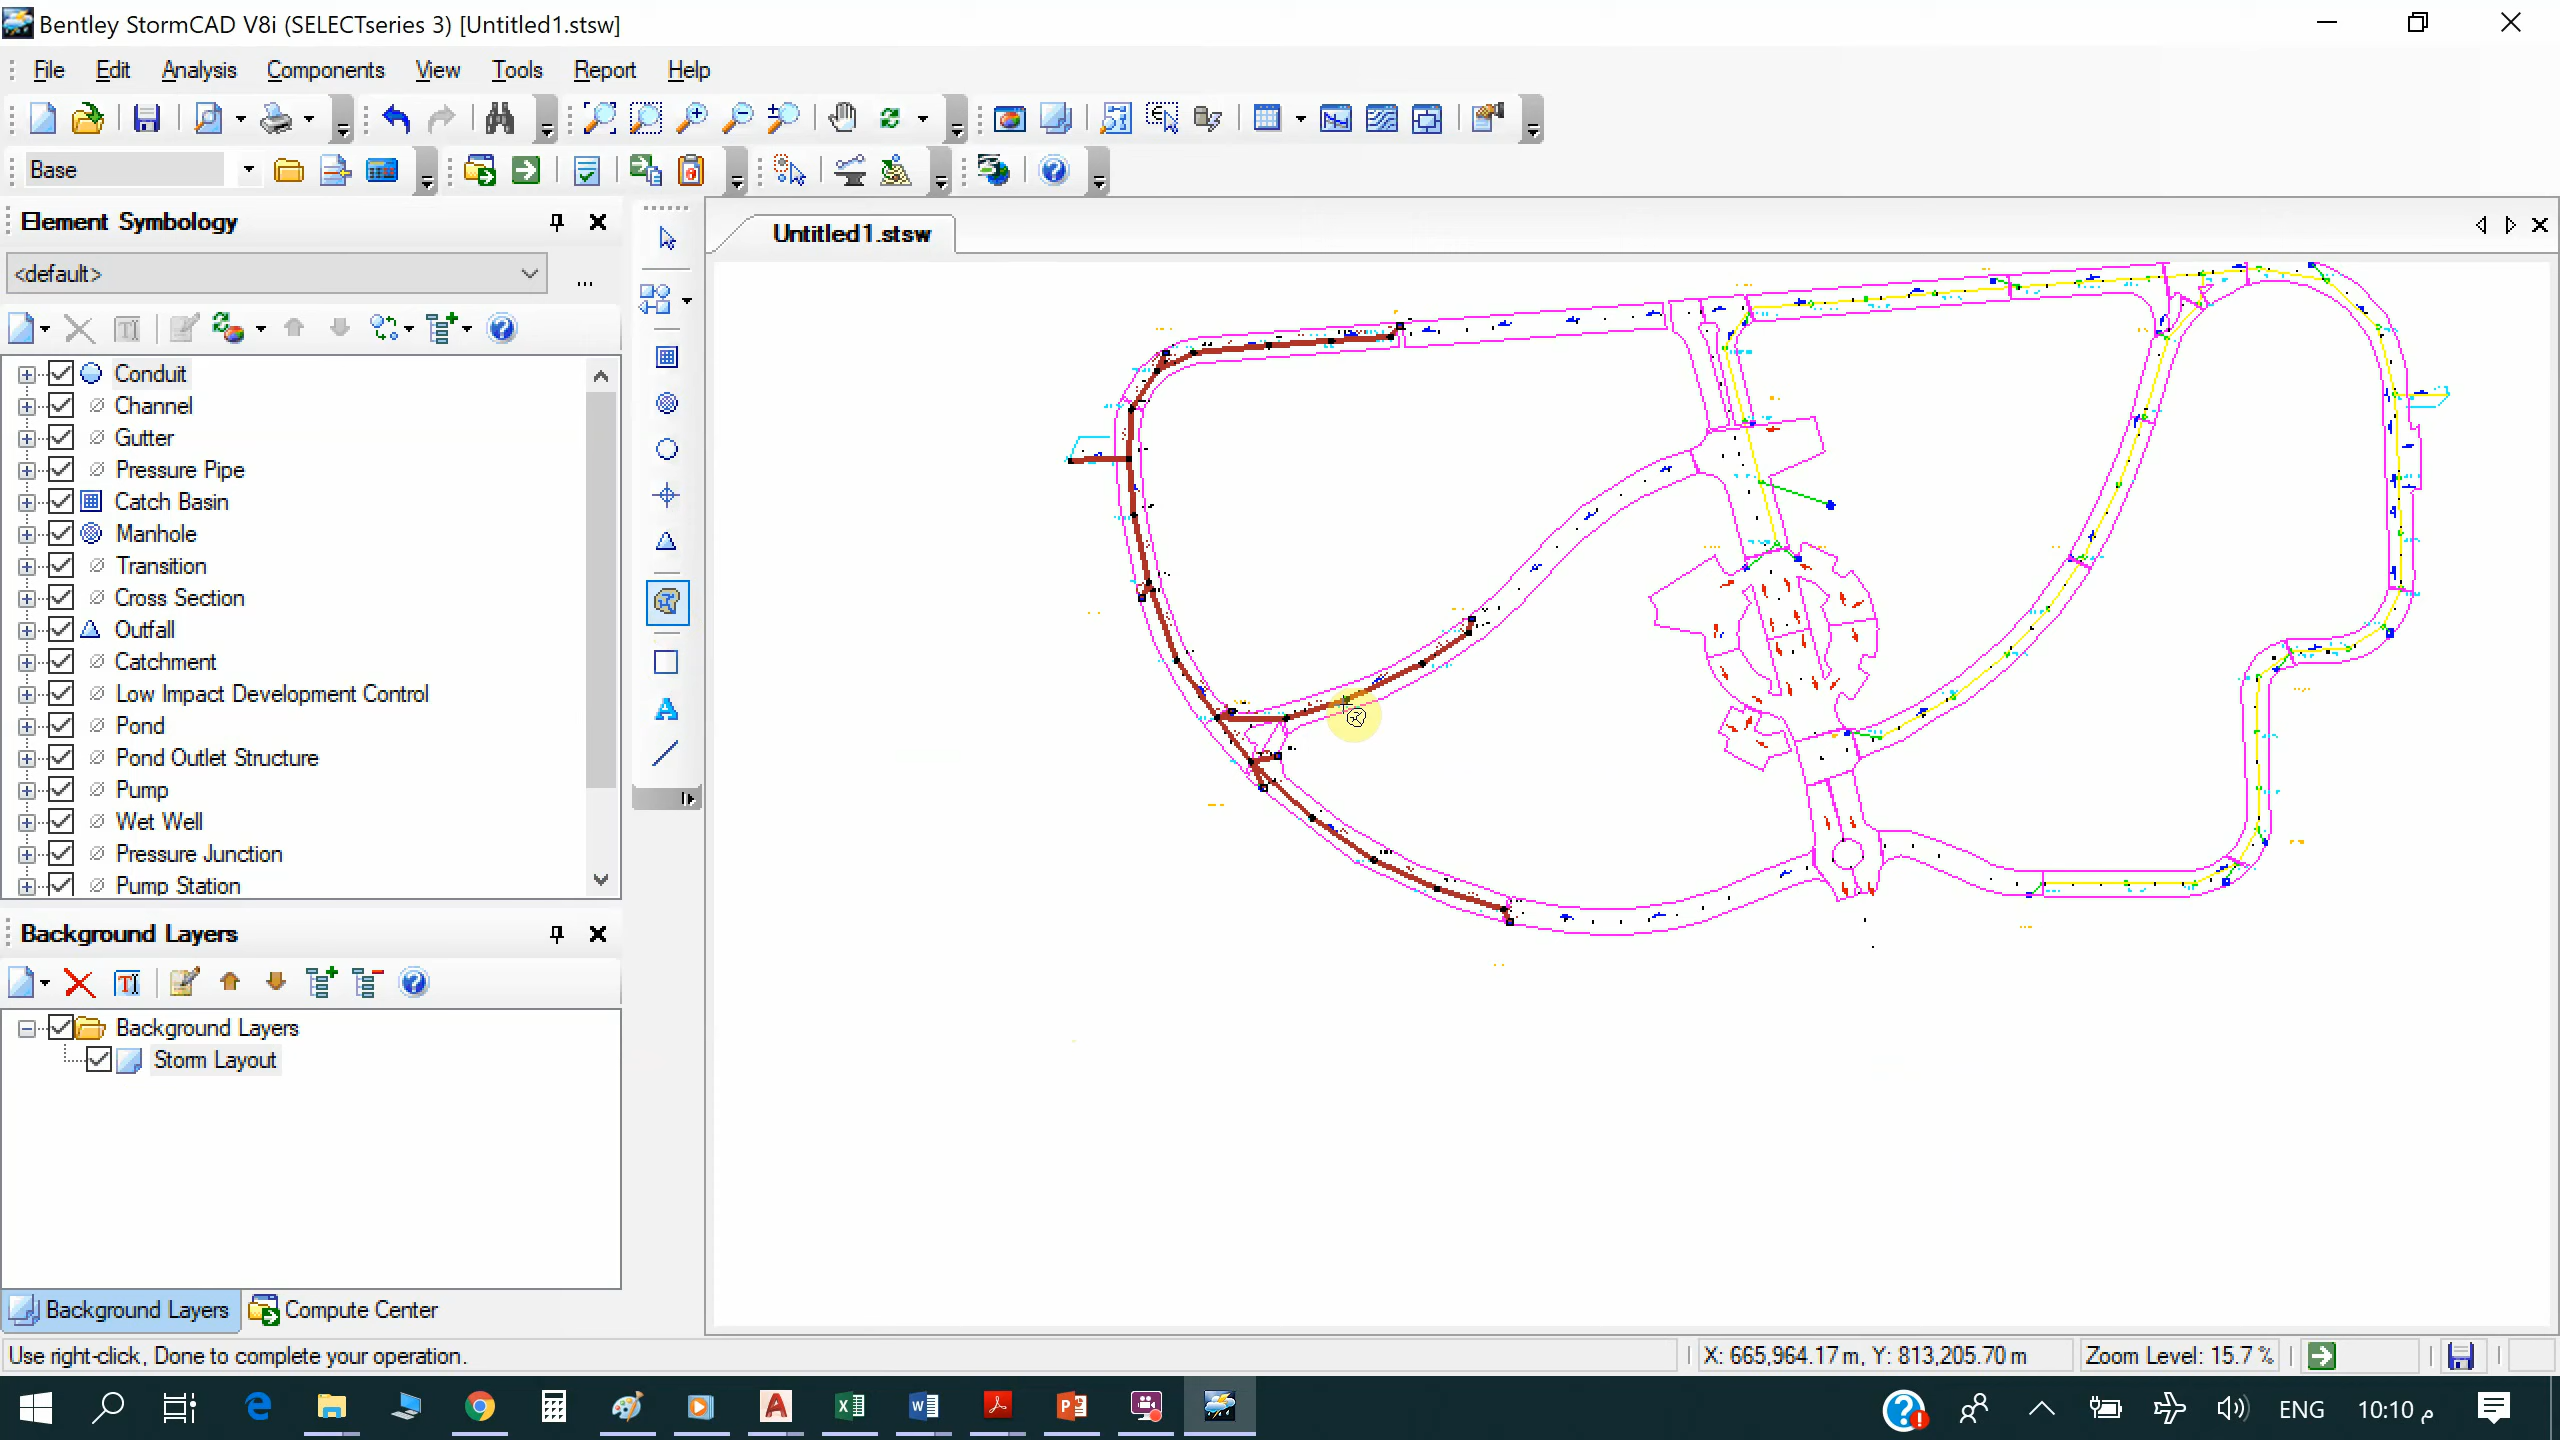 Bentley StormCAD V8i (SELECTseries 3) [Untitled1.stsw]
File Edit Analysis Components View Tools Report Help
Base
Element Symbology
<default>
...
Conduit
Channel
Gutter
Pressure Pipe
Catch Basin
Manhole
Transition
Cross Section
Outfall
Catchment
Low Impact Development Control
Pond
Pond Outlet Structure
Pump
Wet Well
Pressure Junction
Pump Station
Background Layers
Background Layers
Storm Layout
Background Layers Compute Center
Untitled1.stsw
Use right-click, Done to complete your operation.
X: 665,964.17 m, Y: 813,205.70 m
Zoom Level: 15.7 %
ENG
10:10 م